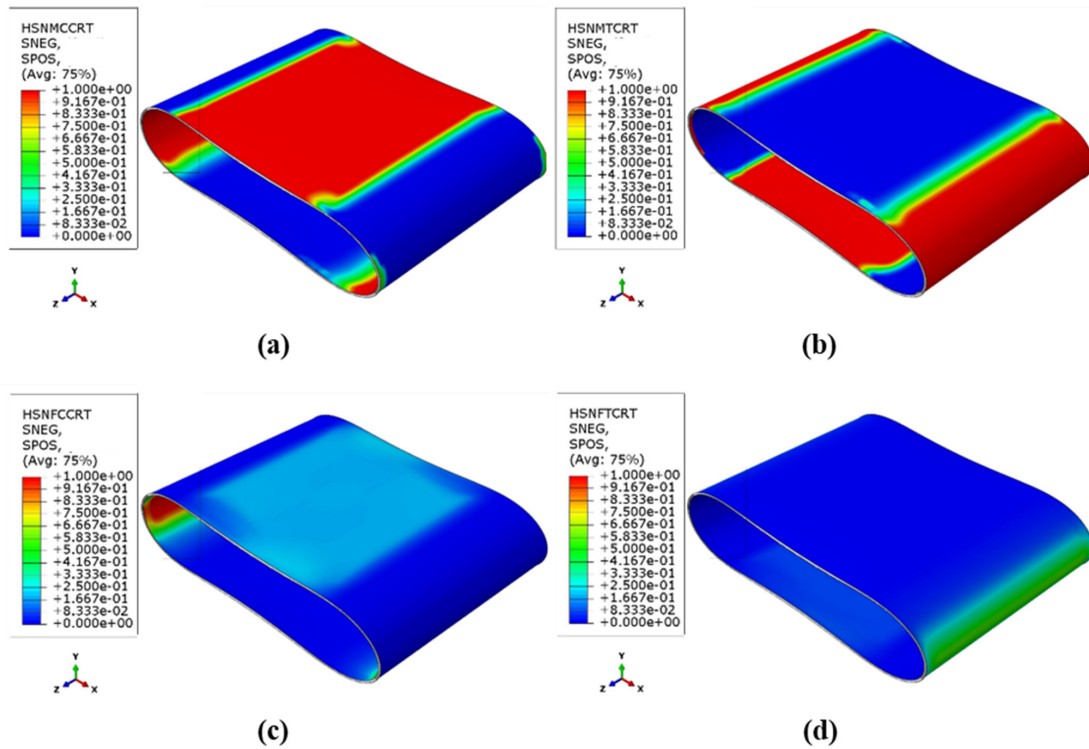 HSNMCCRT
SNEG,
SPOS,
(Avg: 75%)
+1.000e+00
+9.167e-01
+8.333e-01
+7.500e-01
+6.667e-01
+5.833e-01
+5.000e-01
+4.167e-01
+3.333e-01
+2.500e-01
+1.667e-01
+8.333e-02
+0.000e+00
Y
Z X
(a)
HSNMTCRT
SNEG,
SPOS,
(Avg: 75%)
+1.000e+00
+9.167e-01
+8.333e-01
+7.500e-01
+6.667e-01
+5.833e-01
+5.000e-01
+4.167e-01
+3.333e-01
+2.500e-01
+1.667e-01
+8.333e-02
+0.000e+00
Y
Z X
(b)
HSNFCCRT
SNEG,
SPOS,
(Avg: 75%)
+1.000e+00
+9.167e-01
+8.333e-01
+7.500e-01
+6.667e-01
+5.833e-01
+5.000e-01
+4.167e-01
+3.333e-01
+2.500e-01
+1.667e-01
+8.333e-02
+0.000e+00
Y
Z X
(c)
HSNFTCRT
SNEG,
SPOS,
(Avg: 75%)
+1.000e+00
+9.167e-01
+8.333e-01
+7.500e-01
+6.667e-01
+5.833e-01
+5.000e-01
+4.167e-01
+3.333e-01
+2.500e-01
+1.667e-01
+8.333e-02
+0.000e+00
Y
Z X
(d)